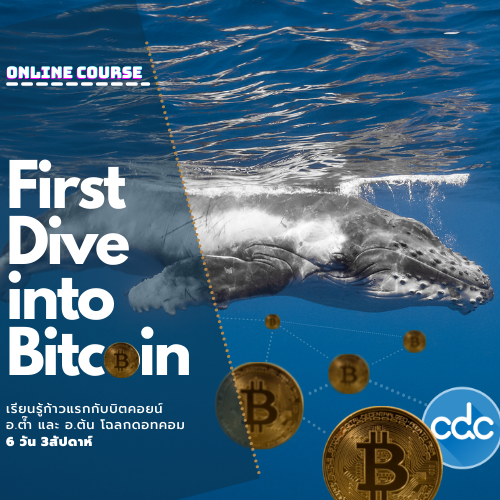 ONLINE COURSE
First
Dive
into
Bitcoin
เรียนรู้ก้าวแรกกับบิตคอยน์
อ.ตั๊ม และ อ.ต้น โฉลกดอทคอม
6 วัน 3สัปดาห์
cdc